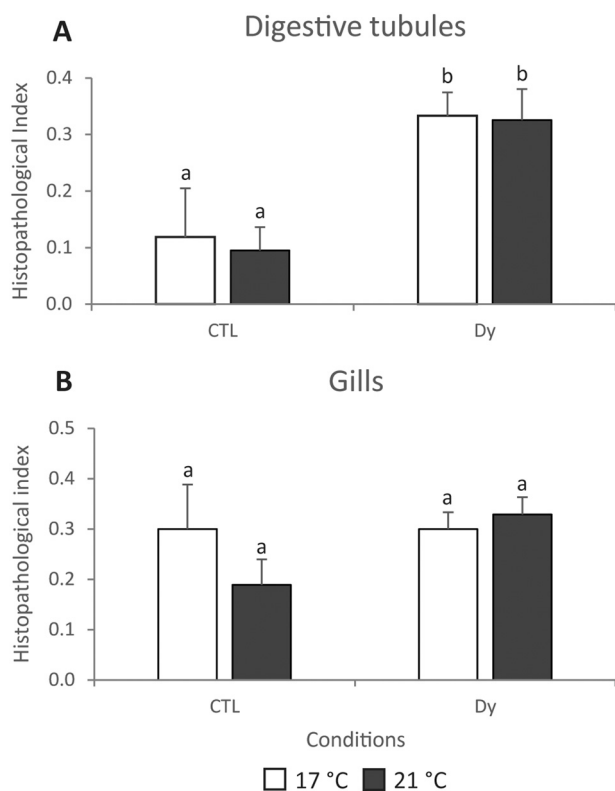 A
Digestive tubules
Histopathological Index
0.4
0.3
0.2
0.1
0.0
a
a
b
b
CTL
Dy
B
Gills
Histopathological index
0.5
0.4
0.3
0.2
0.1
0.0
a
a
a
a
CTL
Dy
Conditions
17 °C
21 °C